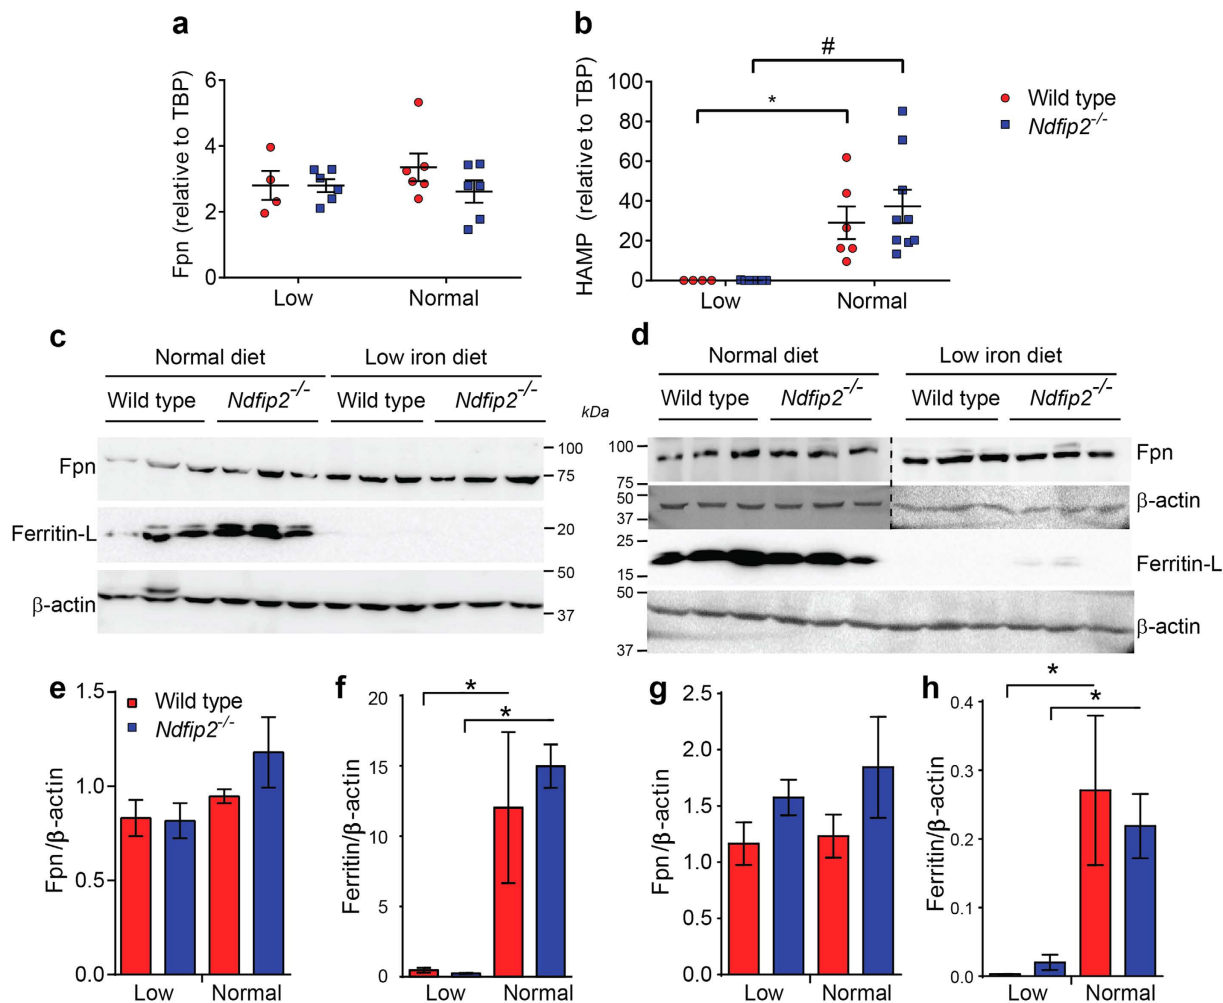 a
Fpn (relative to TBP)
6
4
2
0
Low Normal
b
#
*
HAMP (relative to TBP)
100
80
60
40
20
0
Low Normal
Wild type
Ndfip2-/-
c
Normal diet Low iron diet
Wild type Ndfip2-/- Wild type Ndfip2-/-
kDa
Fpn
100
75
Ferritin-L
20
β-actin
50
37
d
Normal diet Low iron diet
Wild type Ndfip2-/- Wild type Ndfip2-/-
100
Fpn
75
50
β-actin
37
25
Ferritin-L
15
50
β-actin
37
e
Wild type
Ndfip2-/-
Fpn/β-actin
1.5
1.0
0.5
0.0
Low Normal
f
*
*
Ferritin/β-actin
20
15
10
5
0
Low Normal
g
Fpn/β-actin
2.5
2.0
1.5
1.0
0.5
0.0
Low Normal
h
*
*
Ferritin/β-actin
0.4
0.3
0.2
0.1
0.0
Low Normal